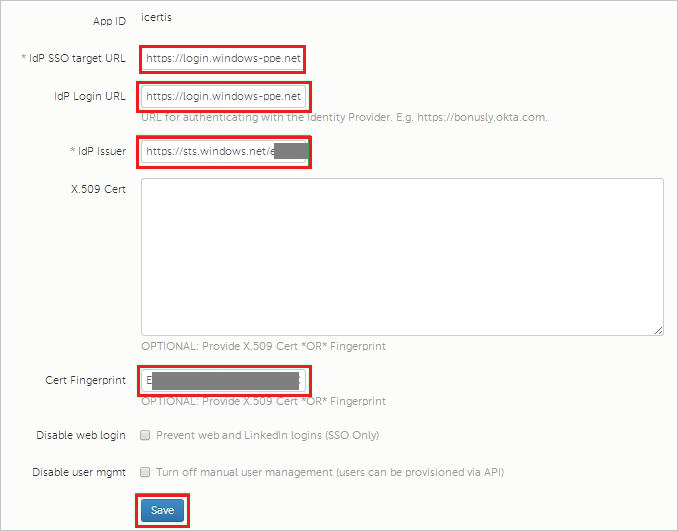 App ID icertis
* IdP SSO target URL https://login.windows-ppe.net
IdP Login URL https://login.windows-ppe.net
URL for authenticating with the Identity Provider. E.g. https://bonusly.okta.com.
* IdP Issuer https://sts.windows.net/e
X.509 Cert
OPTIONAL: Provide X.509 Cert *OR* Fingerprint
Cert Fingerprint E
OPTIONAL: Provide X.509 Cert *OR* Fingerprint
Disable web login Prevent web and LinkedIn logins (SSO Only)
Disable user mgmt Turn off manual user management (users can be provisioned via API)
Save